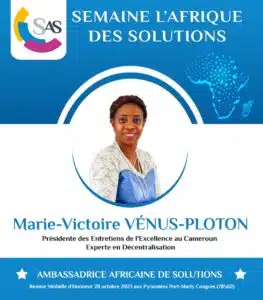 SAS
SEMAINE L'AFRIQUE
DES SOLUTIONS
Marie-Victoire VÉNUS-PLOTON
Présidente des Entretiens de l'Excellence au Cameroun
Experte en Décentralisation
AMBASSADRICE AFRICAINE DE SOLUTIONS
Remise Médaille d'Honneur 28 octobre 2023 aux Pyramides Port-Marly Congrès (78560)